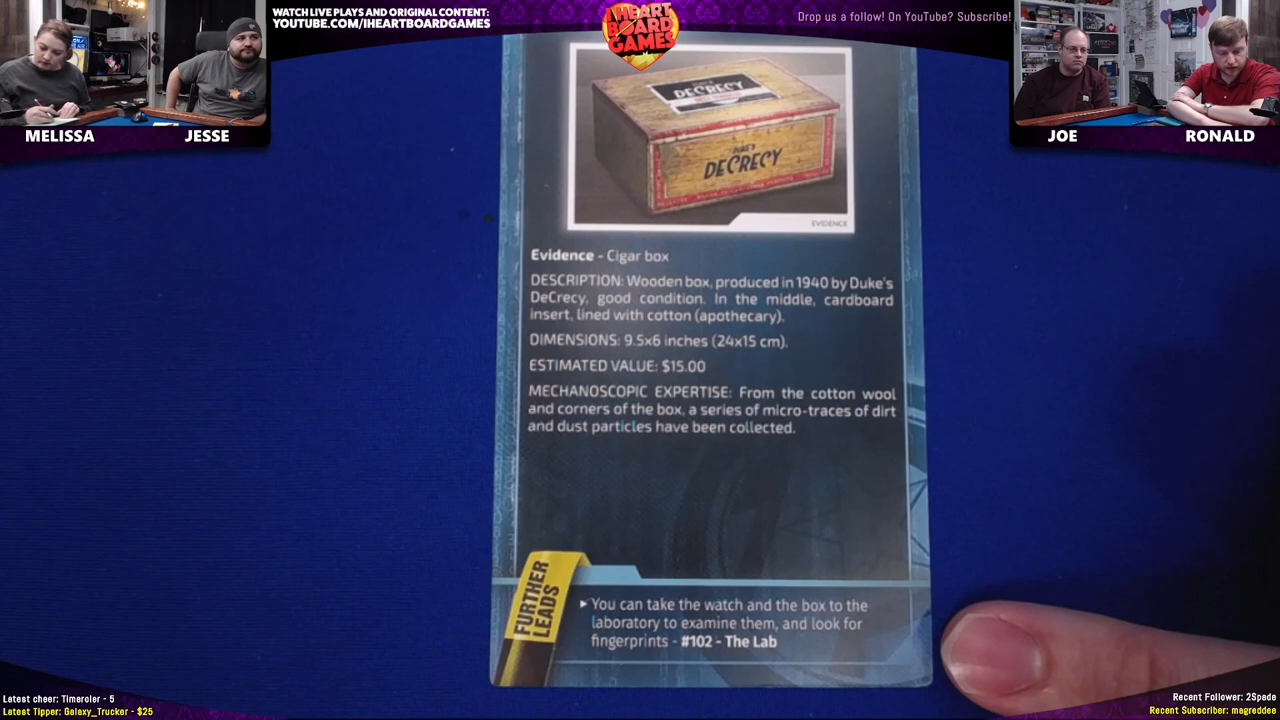 WATCH LIVE PLAYS AND ORIGINAL CONTENT:
YOUTUBE.COM/IHEARTBOARDGAMES
I HEART
BOARD
GAMES
Drop us a follow! On YouTube? Subscribe!
MELISSA
JESSE
JOE
RONALD
DECRECY
DUKE'S
DECRECY
EVIDENCE
Evidence - Cigar box
DESCRIPTION: Wooden box, produced in 1940 by Duke's
DeCrecy, good condition. In the middle, cardboard
insert, lined with cotton (apothecary).
DIMENSIONS: 9.5x6 inches (24x15 cm).
ESTIMATED VALUE: $15.00
MECHANOSCOPIC EXPERTISE: From the cotton wool
and corners of the box, a series of micro-traces of dirt
and dust particles have been collected.
FURTHER
LEADS
▸ You can take the watch and the box to the
laboratory to examine them, and look for
fingerprints - #102 - The Lab
Latest cheer: Timeroler - 5
Latest Tipper: Galaxy_Trucker - $25
Recent Follower: 2Spede
Recent Subscriber: magreddee